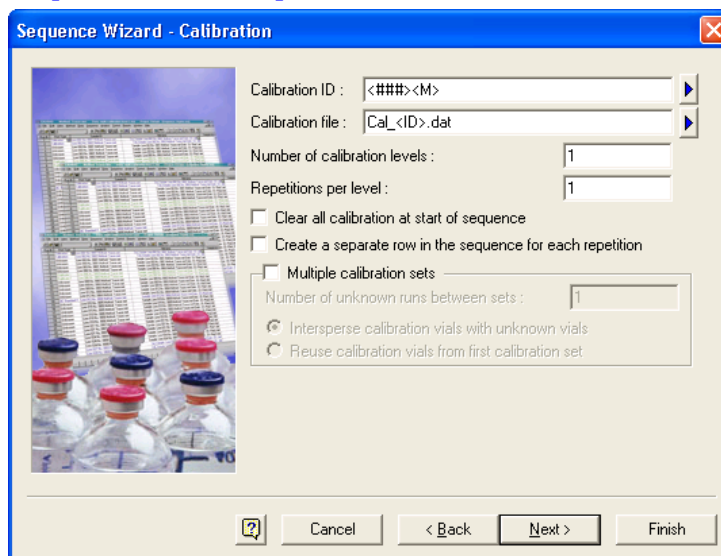 Sequence Wizard - Calibration
Calibration ID : <###><M>
Calibration file : Cal_<ID>.dat
Number of calibration levels : 1
Repetitions per level : 1
Clear all calibration at start of sequence
Create a separate row in the sequence for each repetition
Multiple calibration sets
Number of unknown runs between sets : 1
Intersperse calibration vials with unknown vials
Reuse calibration vials from first calibration set
? Cancel < Back Next > Finish